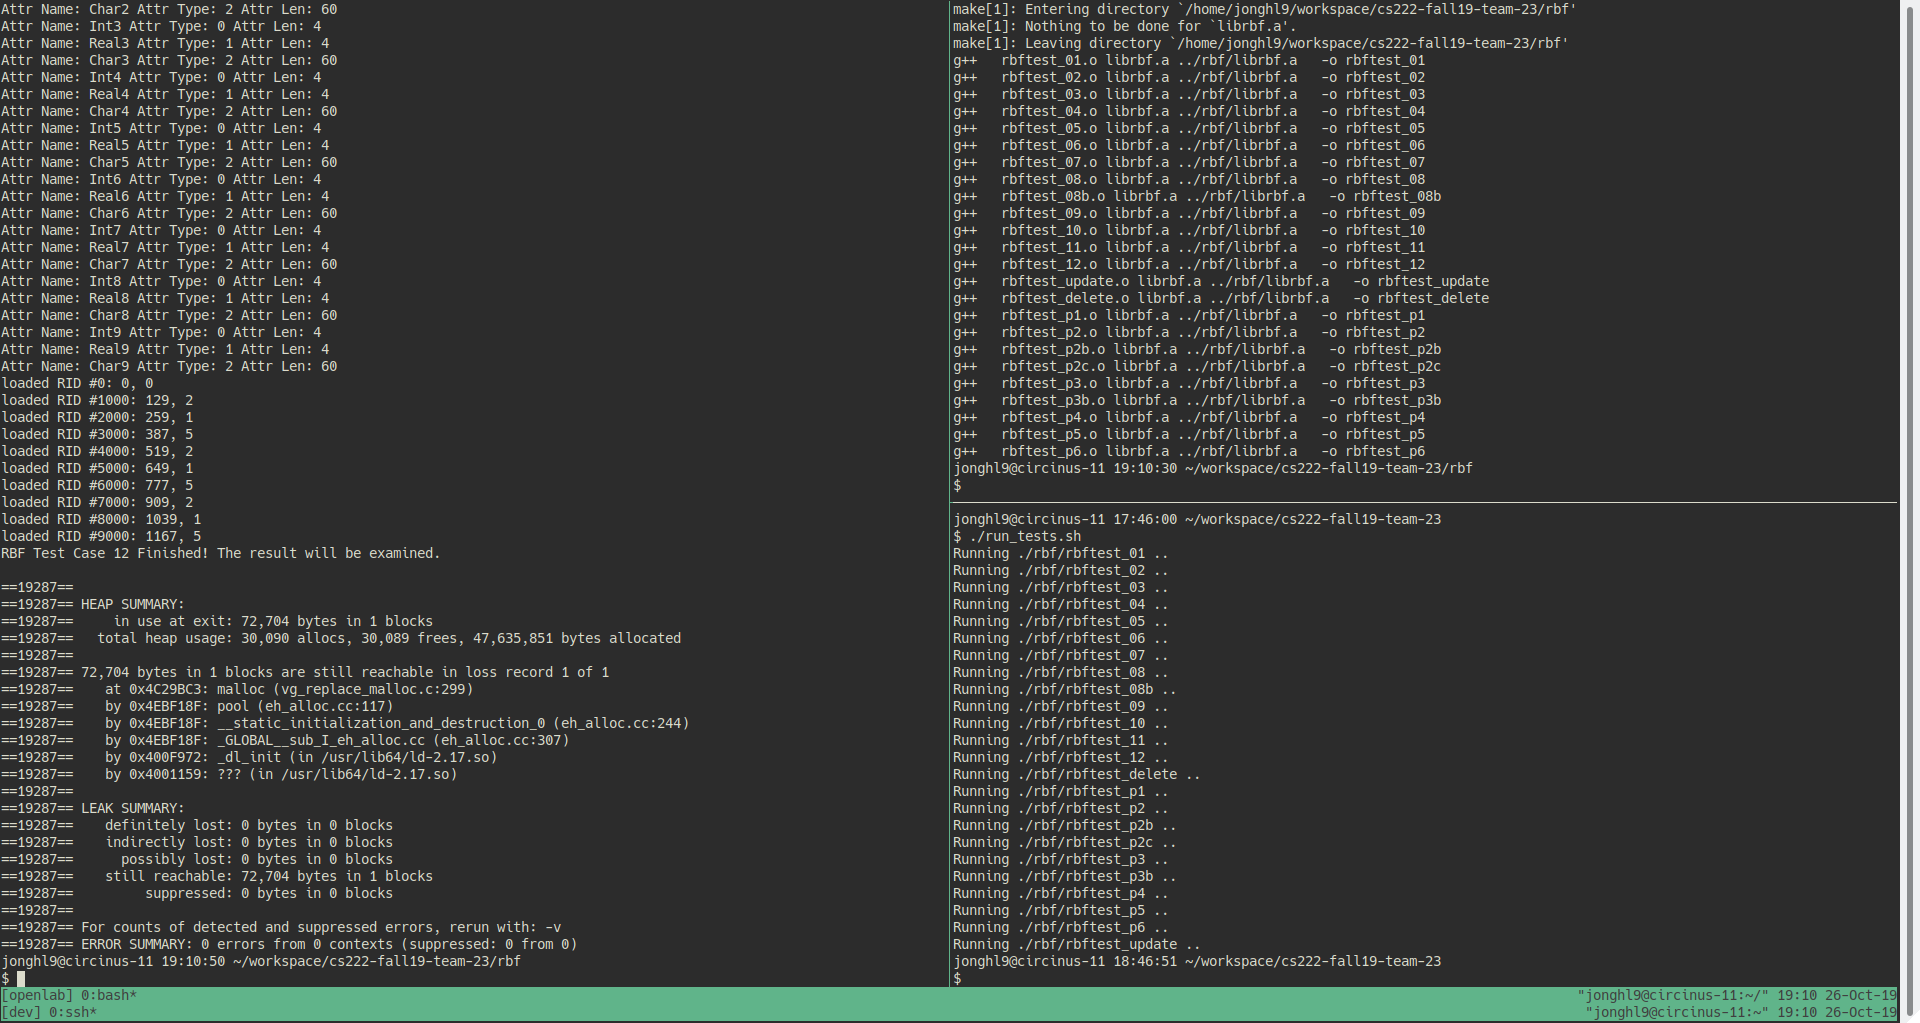 Attr Name: Char2 Attr Type: 2 Attr Len: 60
Attr Name: Int3 Attr Type: 0 Attr Len: 4
Attr Name: Real3 Attr Type: 1 Attr Len: 4
Attr Name: Char3 Attr Type: 2 Attr Len: 60
Attr Name: Int4 Attr Type: 0 Attr Len: 4
Attr Name: Real4 Attr Type: 1 Attr Len: 4
Attr Name: Char4 Attr Type: 2 Attr Len: 60
Attr Name: Int5 Attr Type: 0 Attr Len: 4
Attr Name: Real5 Attr Type: 1 Attr Len: 4
Attr Name: Char5 Attr Type: 2 Attr Len: 60
Attr Name: Int6 Attr Type: 0 Attr Len: 4
Attr Name: Real6 Attr Type: 1 Attr Len: 4
Attr Name: Char6 Attr Type: 2 Attr Len: 60
Attr Name: Int7 Attr Type: 0 Attr Len: 4
Attr Name: Real7 Attr Type: 1 Attr Len: 4
Attr Name: Char7 Attr Type: 2 Attr Len: 60
Attr Name: Int8 Attr Type: 0 Attr Len: 4
Attr Name: Real8 Attr Type: 1 Attr Len: 4
Attr Name: Char8 Attr Type: 2 Attr Len: 60
Attr Name: Int9 Attr Type: 0 Attr Len: 4
Attr Name: Real9 Attr Type: 1 Attr Len: 4
Attr Name: Char9 Attr Type: 2 Attr Len: 60
loaded RID #0: 0, 0
loaded RID #1000: 129, 2
loaded RID #2000: 259, 1
loaded RID #3000: 387, 5
loaded RID #4000: 519, 2
loaded RID #5000: 649, 1
loaded RID #6000: 777, 5
loaded RID #7000: 909, 2
loaded RID #8000: 1039, 1
loaded RID #9000: 1167, 5
RBF Test Case 12 Finished! The result will be examined.
==19287==
==19287== HEAP SUMMARY:
==19287==     in use at exit: 72,704 bytes in 1 blocks
==19287==   total heap usage: 30,090 allocs, 30,089 frees, 47,635,851 bytes allocated
==19287==
==19287== 72,704 bytes in 1 blocks are still reachable in loss record 1 of 1
==19287==    at 0x4C29BC3: malloc (vg_replace_malloc.c:299)
==19287==    by 0x4EBF18F: pool (eh_alloc.cc:117)
==19287==    by 0x4EBF18F: __static_initialization_and_destruction_0 (eh_alloc.cc:244)
==19287==    by 0x4EBF18F: _GLOBAL__sub_I_eh_alloc.cc (eh_alloc.cc:307)
==19287==    by 0x400F972: _dl_init (in /usr/lib64/ld-2.17.so)
==19287==    by 0x4001159: ??? (in /usr/lib64/ld-2.17.so)
==19287==
==19287== LEAK SUMMARY:
==19287==    definitely lost: 0 bytes in 0 blocks
==19287==    indirectly lost: 0 bytes in 0 blocks
==19287==      possibly lost: 0 bytes in 0 blocks
==19287==    still reachable: 72,704 bytes in 1 blocks
==19287==         suppressed: 0 bytes in 0 blocks
==19287==
==19287== For counts of detected and suppressed errors, rerun with: -v
==19287== ERROR SUMMARY: 0 errors from 0 contexts (suppressed: 0 from 0)
jonghl9@circinus-11 19:10:50 ~/workspace/cs222-fall19-team-23/rbf
$
make[1]: Entering directory `/home/jonghl9/workspace/cs222-fall19-team-23/rbf'
make[1]: Nothing to be done for `librbf.a'.
make[1]: Leaving directory `/home/jonghl9/workspace/cs222-fall19-team-23/rbf'
g++   rbftest_01.o librbf.a ../rbf/librbf.a   -o rbftest_01
g++   rbftest_02.o librbf.a ../rbf/librbf.a   -o rbftest_02
g++   rbftest_03.o librbf.a ../rbf/librbf.a   -o rbftest_03
g++   rbftest_04.o librbf.a ../rbf/librbf.a   -o rbftest_04
g++   rbftest_05.o librbf.a ../rbf/librbf.a   -o rbftest_05
g++   rbftest_06.o librbf.a ../rbf/librbf.a   -o rbftest_06
g++   rbftest_07.o librbf.a ../rbf/librbf.a   -o rbftest_07
g++   rbftest_08.o librbf.a ../rbf/librbf.a   -o rbftest_08
g++   rbftest_08b.o librbf.a ../rbf/librbf.a   -o rbftest_08b
g++   rbftest_09.o librbf.a ../rbf/librbf.a   -o rbftest_09
g++   rbftest_10.o librbf.a ../rbf/librbf.a   -o rbftest_10
g++   rbftest_11.o librbf.a ../rbf/librbf.a   -o rbftest_11
g++   rbftest_12.o librbf.a ../rbf/librbf.a   -o rbftest_12
g++   rbftest_update.o librbf.a ../rbf/librbf.a   -o rbftest_update
g++   rbftest_delete.o librbf.a ../rbf/librbf.a   -o rbftest_delete
g++   rbftest_p1.o librbf.a ../rbf/librbf.a   -o rbftest_p1
g++   rbftest_p2.o librbf.a ../rbf/librbf.a   -o rbftest_p2
g++   rbftest_p2b.o librbf.a ../rbf/librbf.a   -o rbftest_p2b
g++   rbftest_p2c.o librbf.a ../rbf/librbf.a   -o rbftest_p2c
g++   rbftest_p3.o librbf.a ../rbf/librbf.a   -o rbftest_p3
g++   rbftest_p3b.o librbf.a ../rbf/librbf.a   -o rbftest_p3b
g++   rbftest_p4.o librbf.a ../rbf/librbf.a   -o rbftest_p4
g++   rbftest_p5.o librbf.a ../rbf/librbf.a   -o rbftest_p5
g++   rbftest_p6.o librbf.a ../rbf/librbf.a   -o rbftest_p6
jonghl9@circinus-11 19:10:30 ~/workspace/cs222-fall19-team-23/rbf
$
jonghl9@circinus-11 17:46:00 ~/workspace/cs222-fall19-team-23
$ ./run_tests.sh
Running ./rbf/rbftest_01 ..
Running ./rbf/rbftest_02 ..
Running ./rbf/rbftest_03 ..
Running ./rbf/rbftest_04 ..
Running ./rbf/rbftest_05 ..
Running ./rbf/rbftest_06 ..
Running ./rbf/rbftest_07 ..
Running ./rbf/rbftest_08 ..
Running ./rbf/rbftest_08b ..
Running ./rbf/rbftest_09 ..
Running ./rbf/rbftest_10 ..
Running ./rbf/rbftest_11 ..
Running ./rbf/rbftest_12 ..
Running ./rbf/rbftest_delete ..
Running ./rbf/rbftest_p1 ..
Running ./rbf/rbftest_p2 ..
Running ./rbf/rbftest_p2b ..
Running ./rbf/rbftest_p2c ..
Running ./rbf/rbftest_p3 ..
Running ./rbf/rbftest_p3b ..
Running ./rbf/rbftest_p4 ..
Running ./rbf/rbftest_p5 ..
Running ./rbf/rbftest_p6 ..
Running ./rbf/rbftest_update ..
jonghl9@circinus-11 18:46:51 ~/workspace/cs222-fall19-team-23
$
[openlab] 0:bash* "jonghl9@circinus-11:~/" 19:10 26-Oct-19
[dev] 0:ssh* "jonghl9@circinus-11:~" 19:10 26-Oct-19